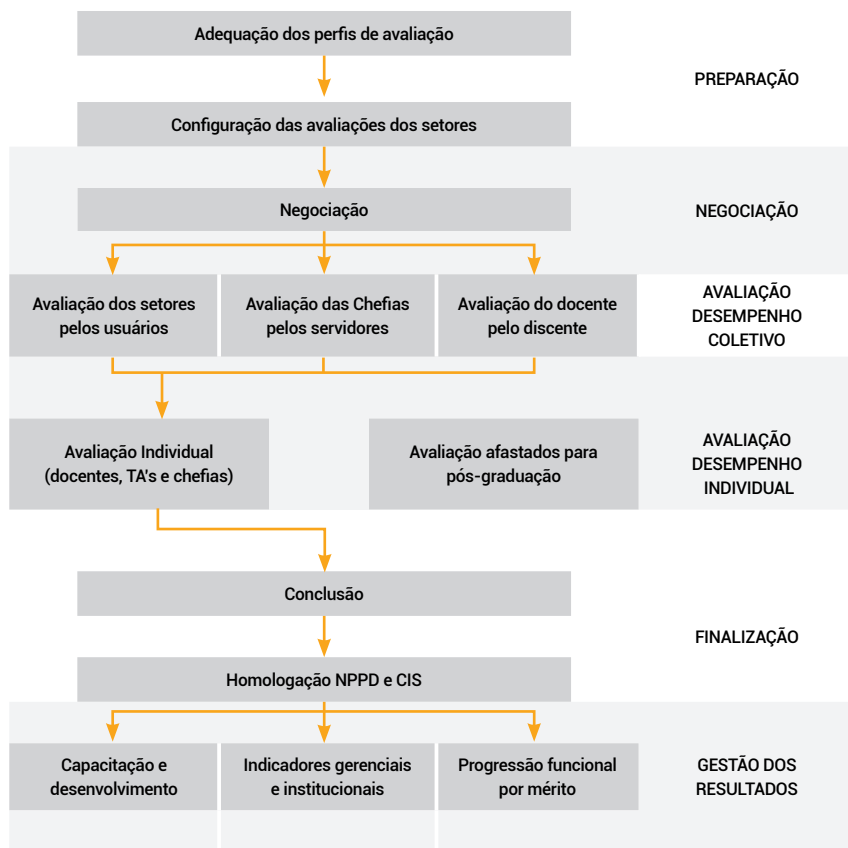 Adequação dos perfis de avaliação
PREPARAÇÃO
Configuração das avaliações dos setores
Negociação
NEGOCIAÇÃO
Avaliação dos setores
pelos usuários
Avaliação das Chefias
pelos servidores
Avaliação do docente
pelo discente
AVALIAÇÃO
DESEMPENHO
COLETIVO
Avaliação Individual
(docentes, TA's e chefias)
Avaliação afastados para
pós-graduação
AVALIAÇÃO
DESEMPENHO
INDIVIDUAL
Conclusão
FINALIZAÇÃO
Homologação NPPD e CIS
Capacitação e
desenvolvimento
Indicadores gerenciais
e institucionais
Progressão funcional
por mérito
GESTÃO DOS
RESULTADOS